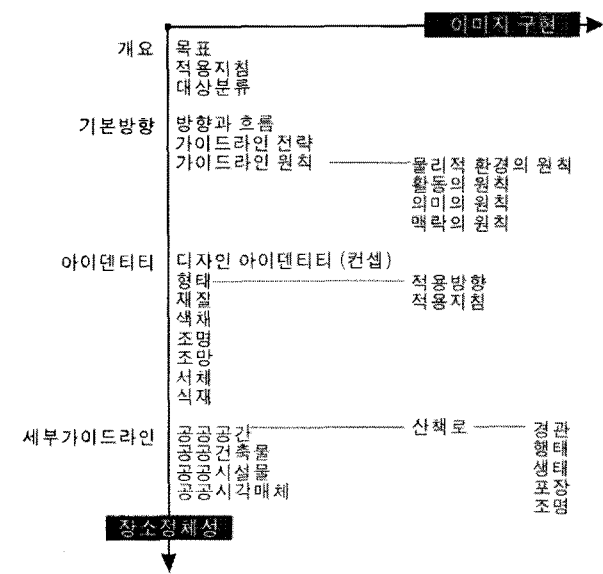 이미지 구현
개요 목표
적용지침
대상분류
기본방향 방향과 흐름
가이드라인 전략
가이드라인 원칙 물리적 환경의 원칙
활동의 원칙
의미의 원칙
맥락의 원칙
아이덴티티 디자인 아이덴티티 (컨셉)
형태 적용방향
재질 적용지침
색채
조명
조망
서체
식재
세부가이드라인 공공공간 산책로 경관
공공건축물 행태
공공시설물 생태
공공시각매체 포장
조명
장소정체성